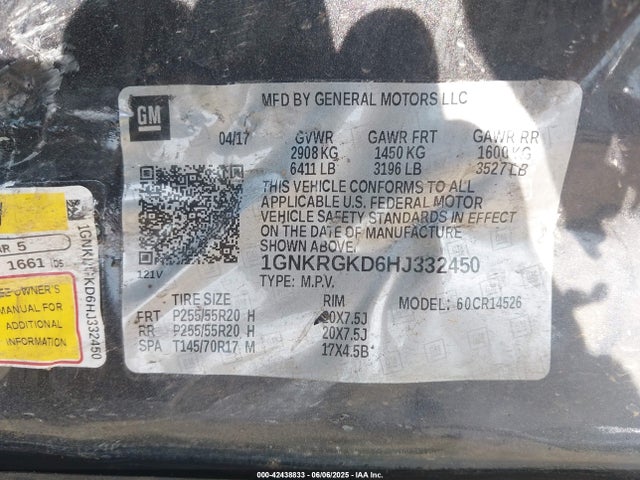 GM
MFD BY GENERAL MOTORS LLC
04/17 GVWR GAWR FRT GAWR RR
2908 KG 1450 KG 1600 KG
6411 LB 3196 LB 3527 LB
THIS VEHICLE CONFORMS TO ALL
APPLICABLE U.S. FEDERAL MOTOR
VEHICLE SAFETY STANDARDS IN EFFECT
ON THE DATE OF MANUFACTURE
SHOWN ABOVE.
1GNKRGKD6HJ332450
121V
TYPE: M.P.V.
TIRE SIZE RIM MODEL: 60CR14526
FRT P255/55R20 H 20X7.5J
RR P255/55R20 H 20X7.5J
SPA T145/70R17 M 17X4.5B
AR 5
1661
OWNER'S
MANUAL FOR
ADDITIONAL
INFORMATION
000-42438833 - 06/06/2025 - IAA Inc.